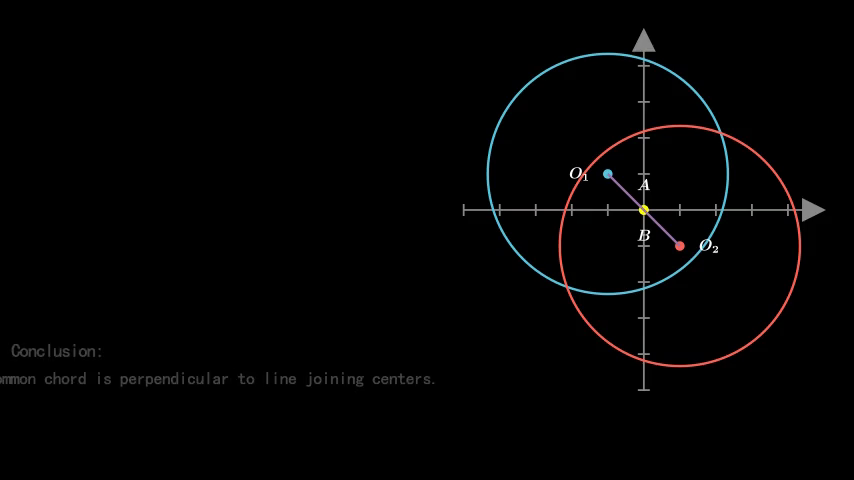 O₁
A
B
O₂
Conclusion:
mmon chord is perpendicular to line joining centers.